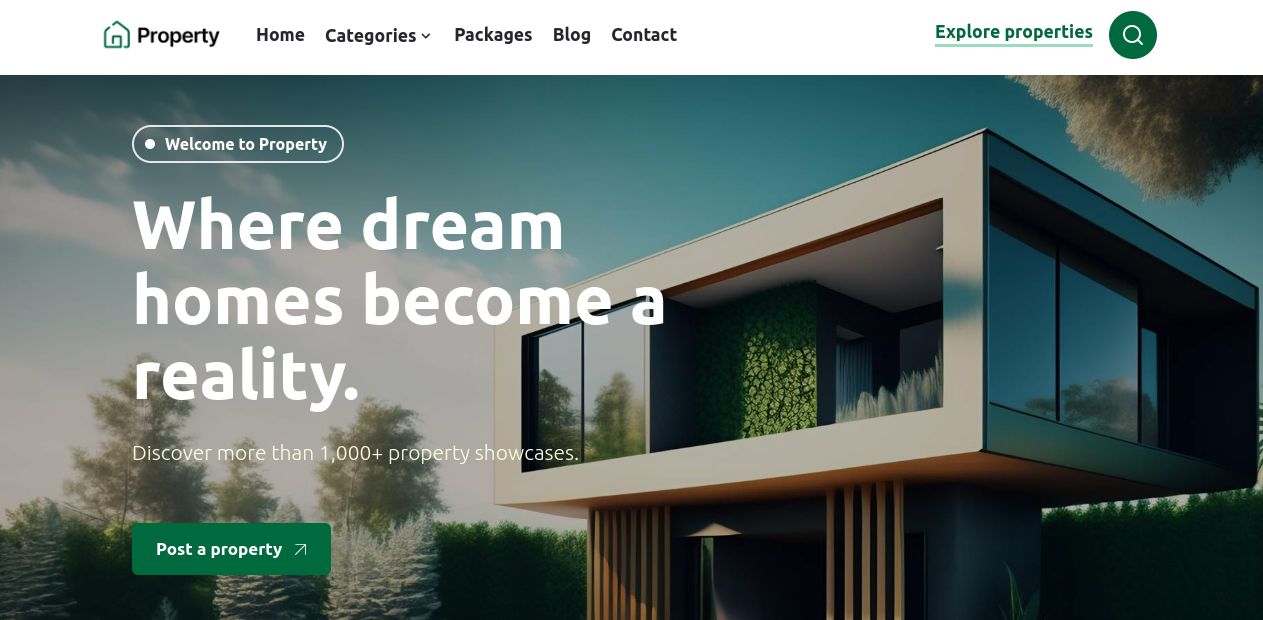 Property
Home
Categories
Packages
Blog
Contact
Explore properties
Welcome to Property
Where dream
homes become a
reality.
Discover more than 1,000+ property showcases.
Post a property